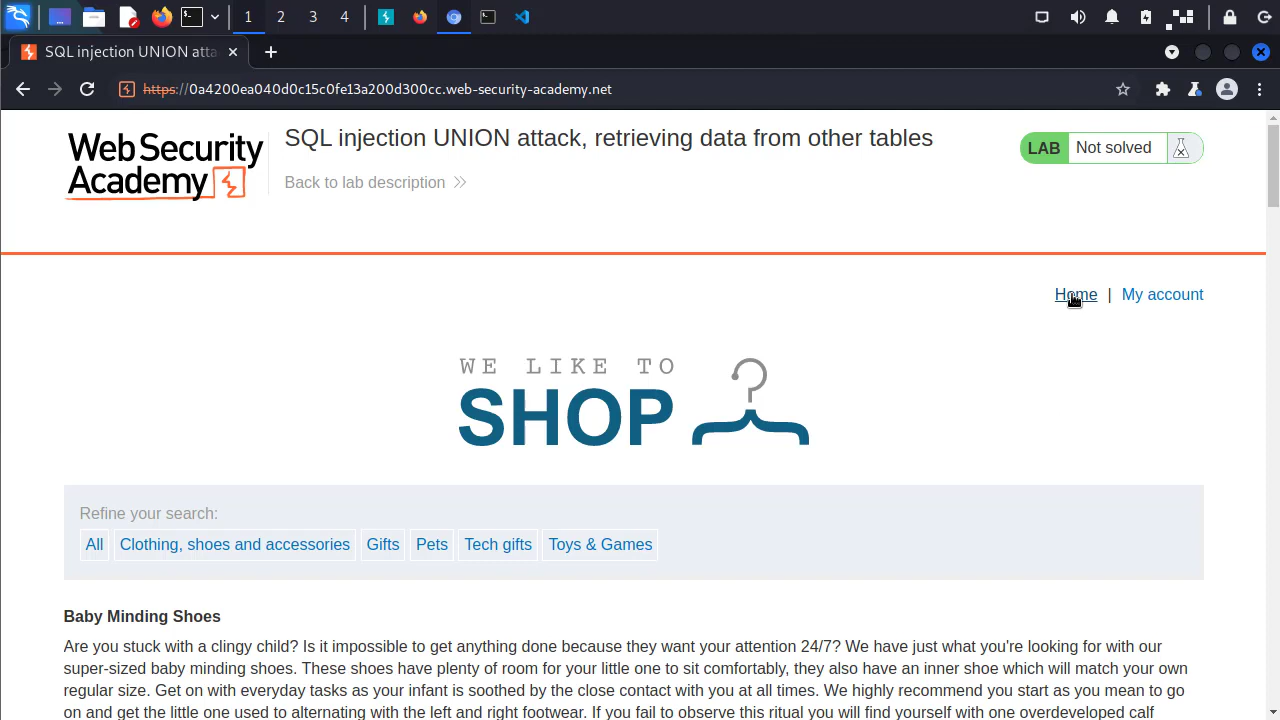 1 2 3 4
SQL injection UNION atta
https://0a4200ea040d0c15c0fe13a200d300cc.web-security-academy.net
Web Security
Academy
SQL injection UNION attack, retrieving data from other tables
Back to lab description
LAB Not solved
Home | My account
WE LIKE TO
SHOP
Refine your search:
All Clothing, shoes and accessories Gifts Pets Tech gifts Toys & Games
Baby Minding Shoes
Are you stuck with a clingy child? Is it impossible to get anything done because they want your attention 24/7? We have just what you're looking for with our
super-sized baby minding shoes. These shoes have plenty of room for your little one to sit comfortably, they also have an inner shoe which will match your own
regular size. Get on with everyday tasks as your infant is soothed by the close contact with you at all times. We highly recommend you start as you mean to go
on and get the little one used to alternating with the left and right footwear. If you fail to observe this ritual you will find yourself with one overdeveloped calf